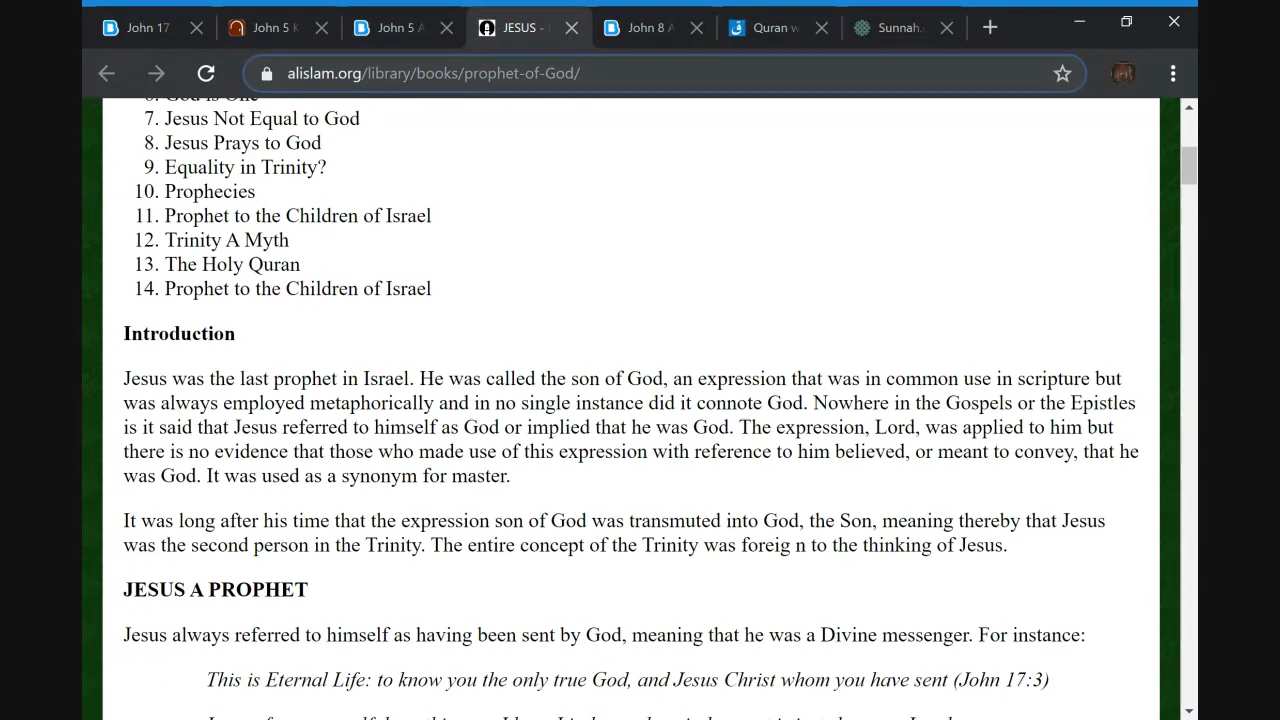 John 17
John 5 K
John 5 A
JESUS -
John 8 A
Quran w
Sunnah.
alislam.org/library/books/prophet-of-God/
6. God is One
7. Jesus Not Equal to God
8. Jesus Prays to God
9. Equality in Trinity?
10. Prophecies
11. Prophet to the Children of Israel
12. Trinity A Myth
13. The Holy Quran
14. Prophet to the Children of Israel
Introduction
Jesus was the last prophet in Israel. He was called the son of God, an expression that was in common use in scripture but
was always employed metaphorically and in no single instance did it connote God. Nowhere in the Gospels or the Epistles
is it said that Jesus referred to himself as God or implied that he was God. The expression, Lord, was applied to him but
there is no evidence that those who made use of this expression with reference to him believed, or meant to convey, that he
was God. It was used as a synonym for master.
It was long after his time that the expression son of God was transmuted into God, the Son, meaning thereby that Jesus
was the second person in the Trinity. The entire concept of the Trinity was foreig n to the thinking of Jesus.
JESUS A PROPHET
Jesus always referred to himself as having been sent by God, meaning that he was a Divine messenger. For instance:
This is Eternal Life: to know you the only true God, and Jesus Christ whom you have sent (John 17:3)